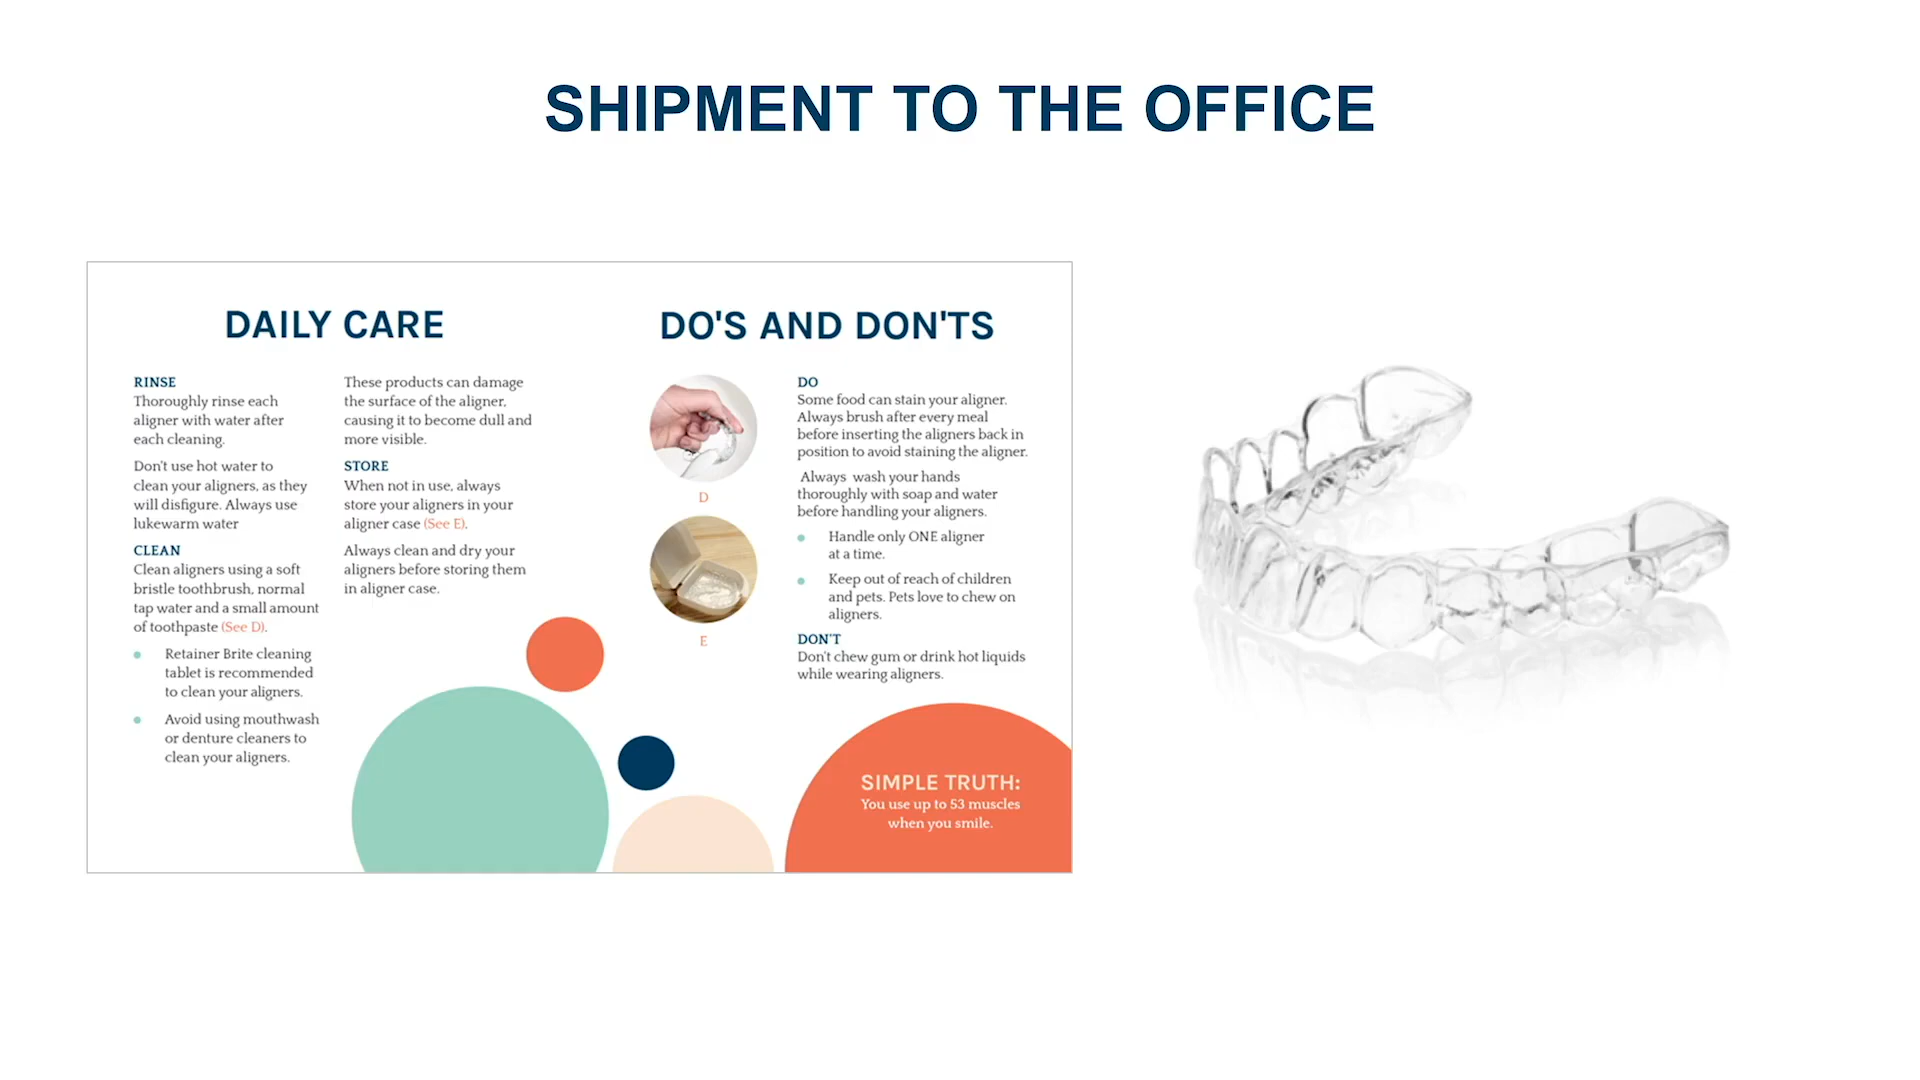 SHIPMENT TO THE OFFICE
DAILY CARE
RINSE
Thoroughly rinse each
aligner with water after
each cleaning.
Don't use hot water to
clean your aligners, as they
will disfigure. Always use
lukewarm water
CLEAN
Clean aligners using a soft
bristle toothbrush, normal
tap water and a small amount
of toothpaste (See D).
Retainer Brite cleaning
tablet is recommended
to clean your aligners.
Avoid using mouthwash
or denture cleaners to
clean your aligners.
These products can damage
the surface of the aligner,
causing it to become dull and
more visible.
STORE
When not in use, always
store your aligners in your
aligner case (See E).
Always clean and dry your
aligners before storing them
in aligner case.
DO'S AND DON'TS
D
E
DO
Some food can stain your aligner.
Always brush after every meal
before inserting the aligners back in
position to avoid staining the aligner.
Always wash your hands
thoroughly with soap and water
before handling your aligners.
Handle only ONE aligner
at a time.
Keep out of reach of children
and pets. Pets love to chew on
aligners.
DON'T
Don't chew gum or drink hot liquids
while wearing aligners.
SIMPLE TRUTH:
You use up to 53 muscles
when you smile.